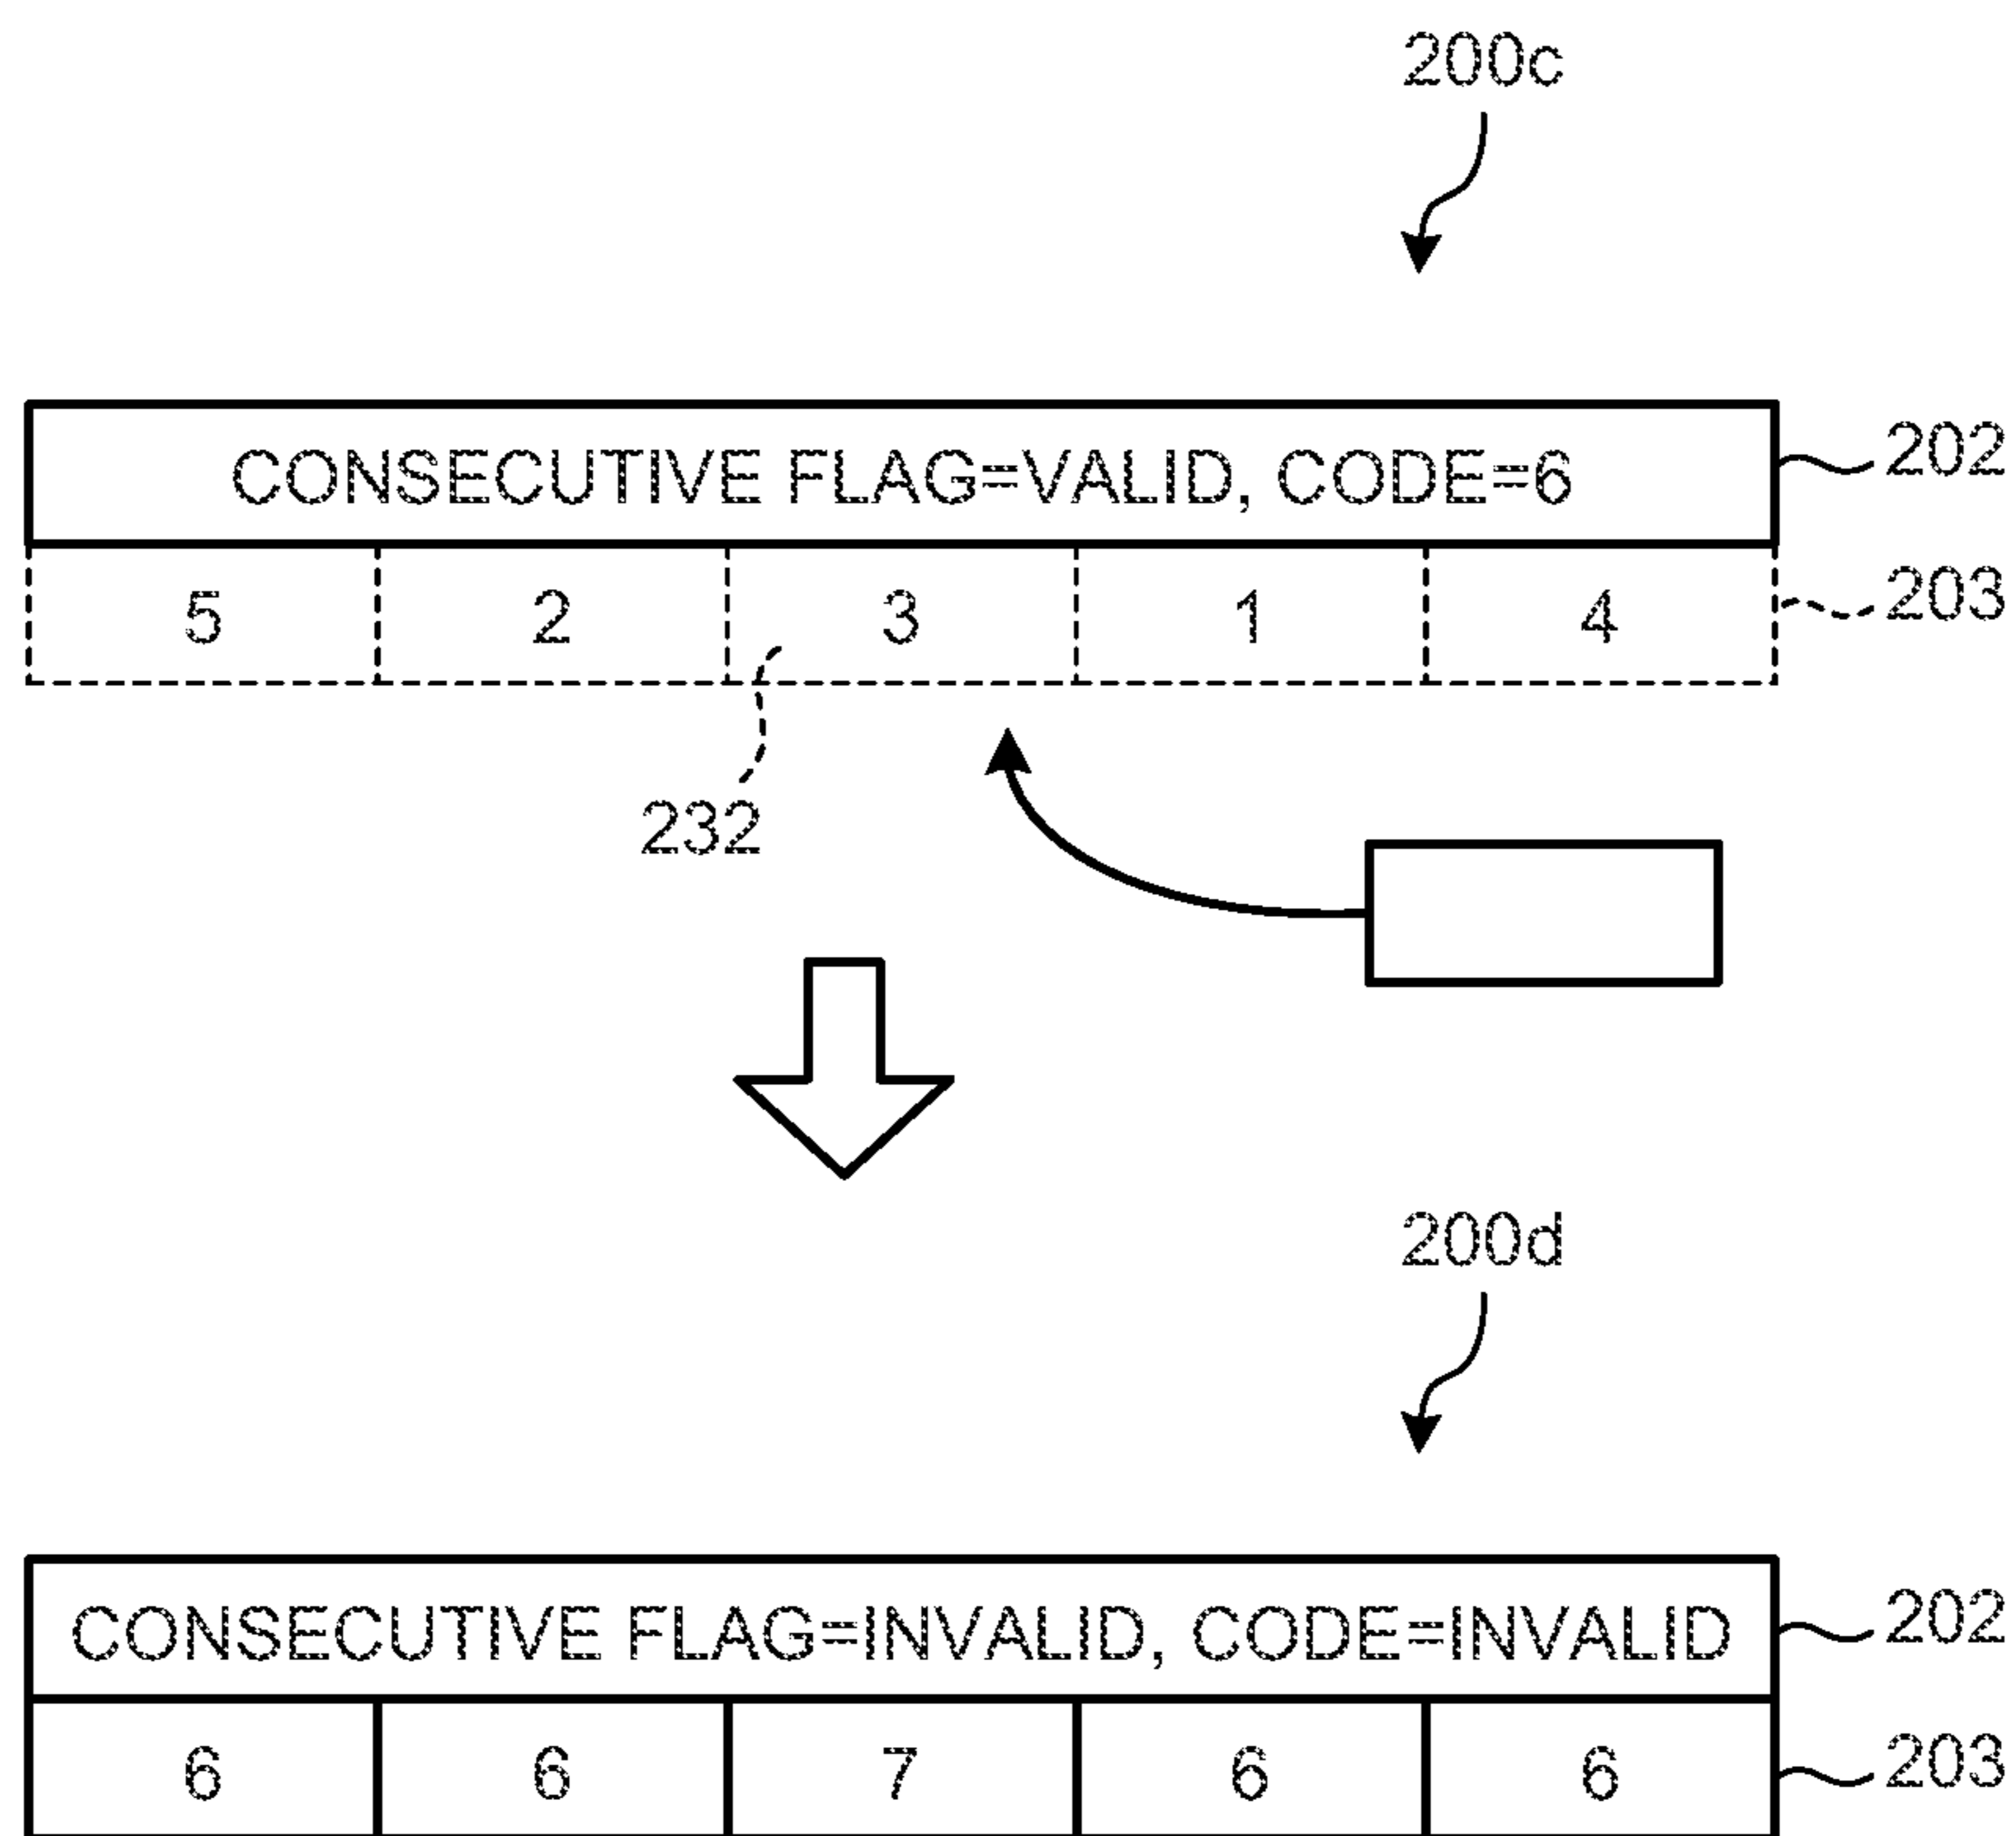 200c
CONSECUTIVE FLAG=VALID, CODE=6 202
5 2 3 1 4 203
232
200d
CONSECUTIVE FLAG=INVALID, CODE=INVALID 202
6 6 7 6 6 203